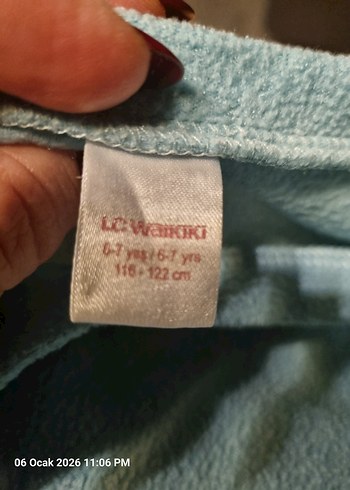 LC WAIKIKI
6-7 yaş / 6-7 yrs
116 - 122 cm
06 Ocak 2026 11:06 PM